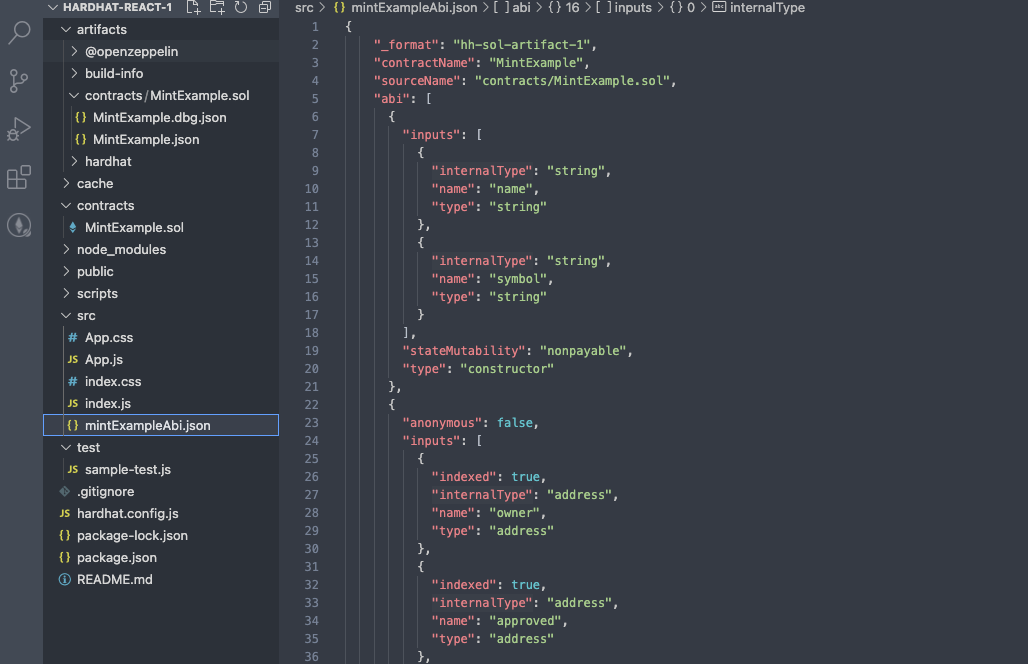 HARDHAT-REACT-1
artifacts
@openzeppelin
build-info
contracts/MintExample.sol
{} MintExample.dbg.json
{} MintExample.json
hardhat
cache
contracts
MintExample.sol
node_modules
public
scripts
src
# App.css
JS App.js
# index.css
JS index.js
{} mintExampleAbi.json
test
JS sample-test.js
.gitignore
JS hardhat.config.js
{} package-lock.json
{} package.json
README.md
src > {} mintExampleAbi.json > [ ] abi > {} 16 > [ ] inputs > {} 0 > abc internalType
1 {
2 "_format": "hh-sol-artifact-1",
3 "contractName": "MintExample",
4 "sourceName": "contracts/MintExample.sol",
5 "abi": [
6 {
7 "inputs": [
8 {
9 "internalType": "string",
10 "name": "name",
11 "type": "string"
12 },
13 {
14 "internalType": "string",
15 "name": "symbol",
16 "type": "string"
17 }
18 ],
19 "stateMutability": "nonpayable",
20 "type": "constructor"
21 },
22 {
23 "anonymous": false,
24 "inputs": [
25 {
26 "indexed": true,
27 "internalType": "address",
28 "name": "owner",
29 "type": "address"
30 },
31 {
32 "indexed": true,
33 "internalType": "address",
34 "name": "approved",
35 "type": "address"
36 },